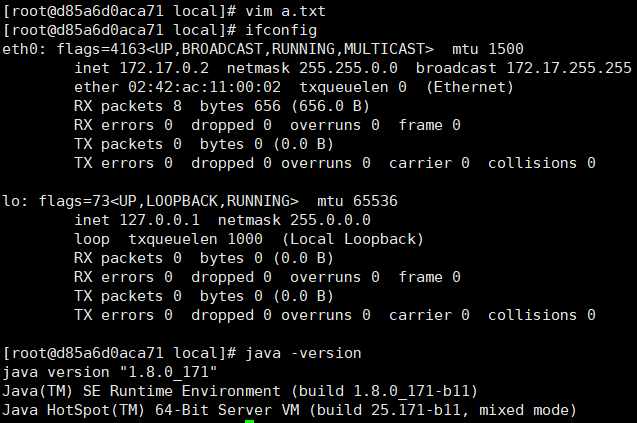 [root@d85a6d0aca71 local]# vim a.txt
[root@d85a6d0aca71 local]# ifconfig
eth0: flags=4163<UP,BROADCAST,RUNNING,MULTICAST>  mtu 1500
        inet 172.17.0.2  netmask 255.255.0.0  broadcast 172.17.255.255
        ether 02:42:ac:11:00:02  txqueuelen 0  (Ethernet)
        RX packets 8  bytes 656 (656.0 B)
        RX errors 0  dropped 0  overruns 0  frame 0
        TX packets 0  bytes 0 (0.0 B)
        TX errors 0  dropped 0 overruns 0  carrier 0  collisions 0

lo: flags=73<UP,LOOPBACK,RUNNING>  mtu 65536
        inet 127.0.0.1  netmask 255.0.0.0
        loop  txqueuelen 1000  (Local Loopback)
        RX packets 0  bytes 0 (0.0 B)
        RX errors 0  dropped 0  overruns 0  frame 0
        TX packets 0  bytes 0 (0.0 B)
        TX errors 0  dropped 0 overruns 0  carrier 0  collisions 0

[root@d85a6d0aca71 local]# java -version
java version "1.8.0_171"
Java(TM) SE Runtime Environment (build 1.8.0_171-b11)
Java HotSpot(TM) 64-Bit Server VM (build 25.171-b11, mixed mode)